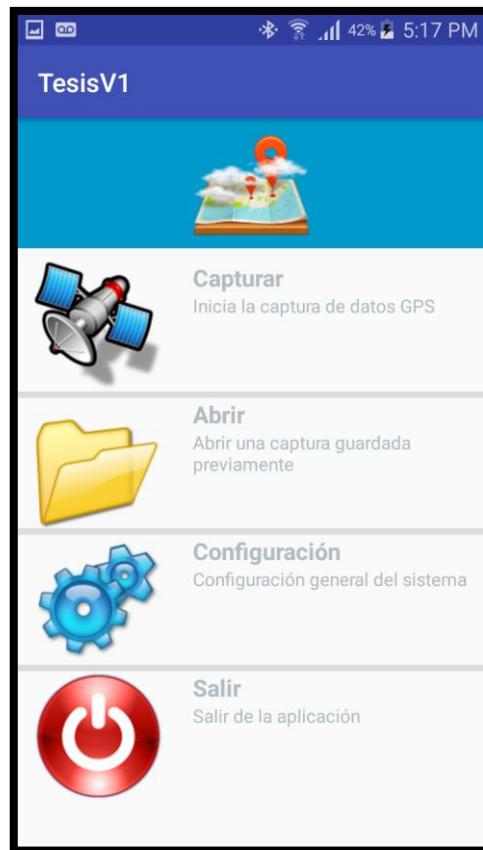 42% 5:17 PM
TesisV1
Capturar
Inicia la captura de datos GPS
Abrir
Abrir una captura guardada
previamente
Configuración
Configuración general del sistema
Salir
Salir de la aplicación